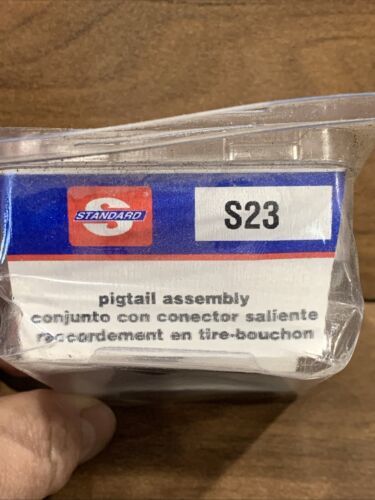 S
STANDARD
S23
pigtail assembly
conjunto con conector saliente
raccordement en tire-bouchon